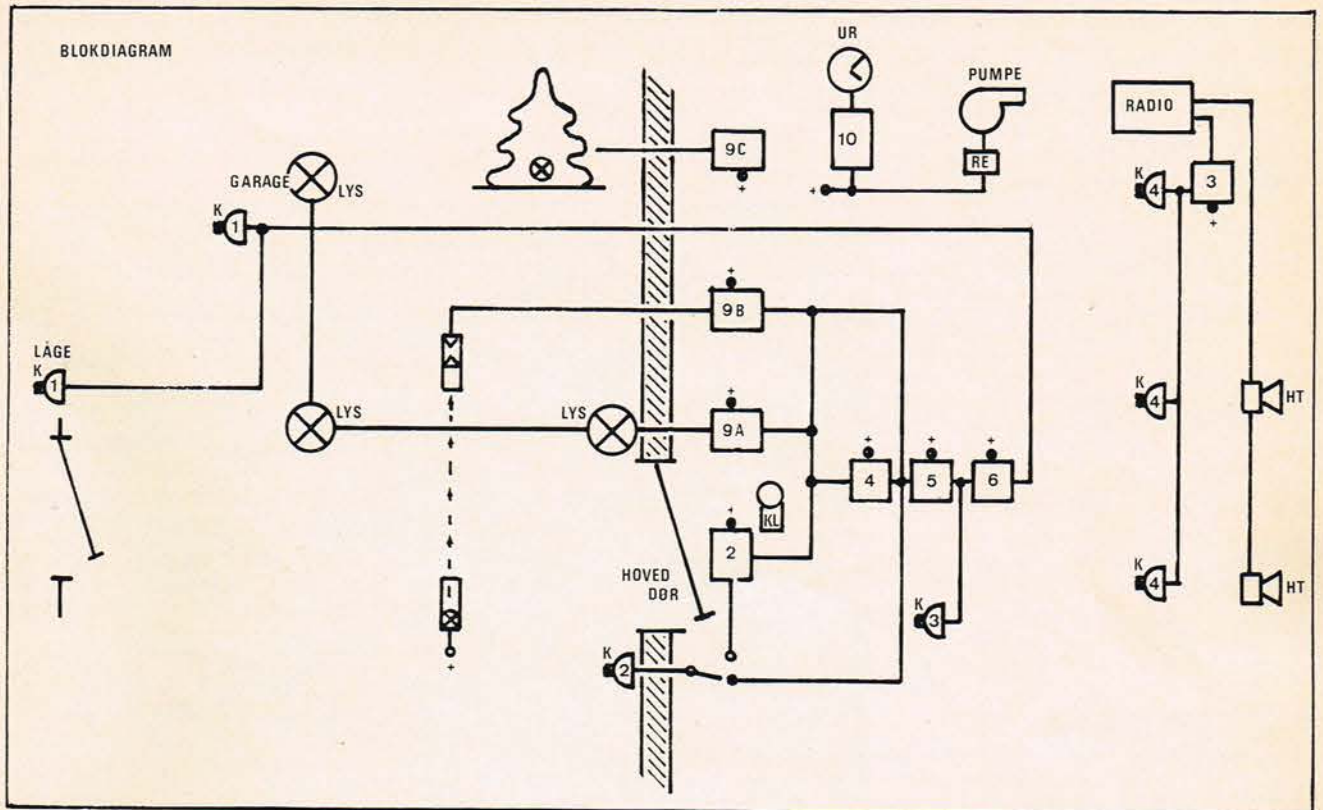 BLOKDIAGRAM
UR
PUMPE
RADIO
10
9C
+
RE
+
K
4
3
+
GARAGE
LYS
K
1
+
9B
LÅGE
K
1
LYS
LYS
+
9A
K
4
HT
+
4
+
5
+
6
KL
+
2
HOVED
DØR
K
3
K
4
HT
+
K
2